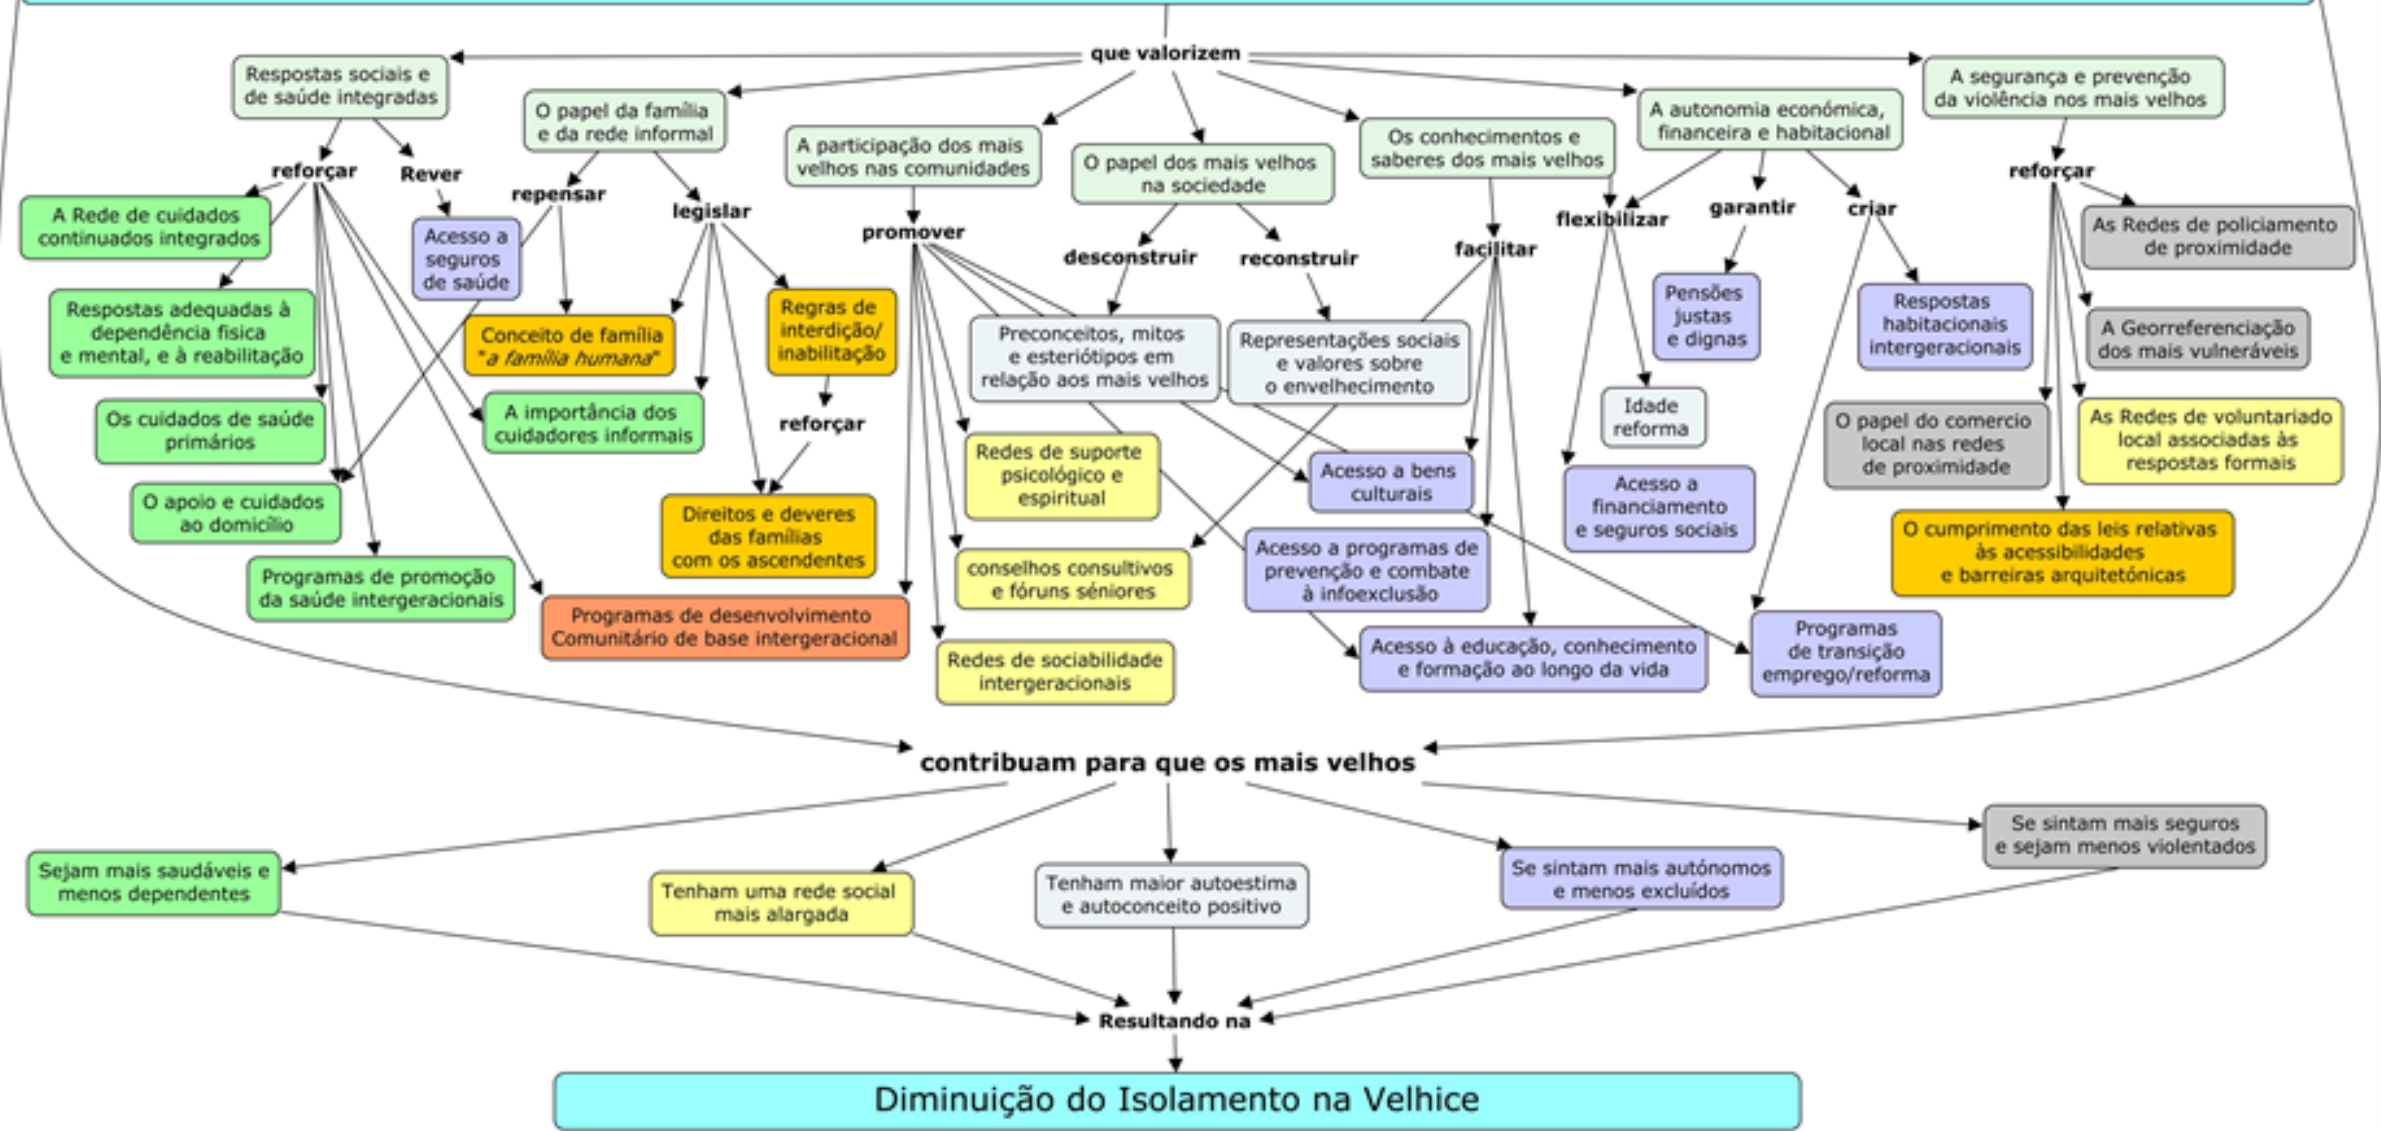 que valorizem
Respostas sociais e
de saúde integradas
O papel da família
e da rede informal
A participação dos mais
velhos nas comunidades
O papel dos mais velhos
na sociedade
Os conhecimentos e
saberes dos mais velhos
A autonomia económica,
financeira e habitacional
A segurança e prevenção
da violência nos mais velhos
reforçar
Rever
repensar
legislar
promover
desconstruir
reconstruir
facilitar
flexibilizar
garantir
criar
reforçar
A Rede de cuidados
continuados integrados
Acesso a
seguros
de saúde
Respostas adequadas à
dependência fisica
e mental, e à reabilitação
Conceito de família
"a família humana"
Regras de
interdição/
inabilitação
reforçar
Os cuidados de saúde
primários
A importância dos
cuidadores informais
O apoio e cuidados
ao domicílio
Direitos e deveres
das famílias
com os ascendentes
Programas de promoção
da saúde intergeracionais
Programas de desenvolvimento
Comunitário de base intergeracional
Preconceitos, mitos
e esteriótipos em
relação aos mais velhos
Representações sociais
e valores sobre
o envelhecimento
Redes de suporte
psicológico e
espiritual
conselhos consultivos
e fóruns séniores
Redes de sociabilidade
intergeracionais
Acesso a bens
culturais
Acesso a programas de
prevenção e combate
à infoexclusão
Acesso à educação, conhecimento
e formação ao longo da vida
Pensões
justas
e dignas
Idade
reforma
Acesso a
financiamento
e seguros sociais
Respostas
habitacionais
intergeracionais
Programas
de transição
emprego/reforma
As Redes de policiamento
de proximidade
A Georreferenciação
dos mais vulneráveis
O papel do comercio
local nas redes
de proximidade
As Redes de voluntariado
local associadas às
respostas formais
O cumprimento das leis relativas
às acessibilidades
e barreiras arquitetónicas
contribuam para que os mais velhos
Sejam mais saudáveis e
menos dependentes
Tenham uma rede social
mais alargada
Tenham maior autoestima
e autoconceito positivo
Se sintam mais autónomos
e menos excluídos
Se sintam mais seguros
e sejam menos violentados
Resultando na
Diminuição do Isolamento na Velhice